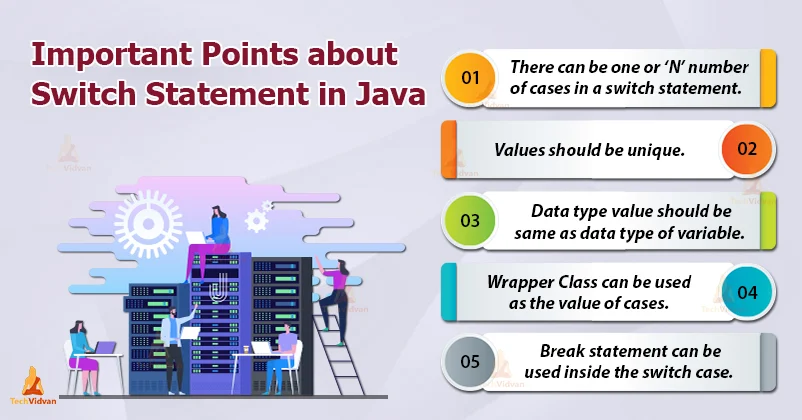 Important Points about
Switch Statement in Java
01
There can be one or ‘N’ number
of cases in a switch statement.
Values should be unique.
02
03
Data type value should be
same as data type of variable.
Wrapper Class can be used
as the value of cases.
04
05
Break statement can be
used inside the switch case.
TechVidvan